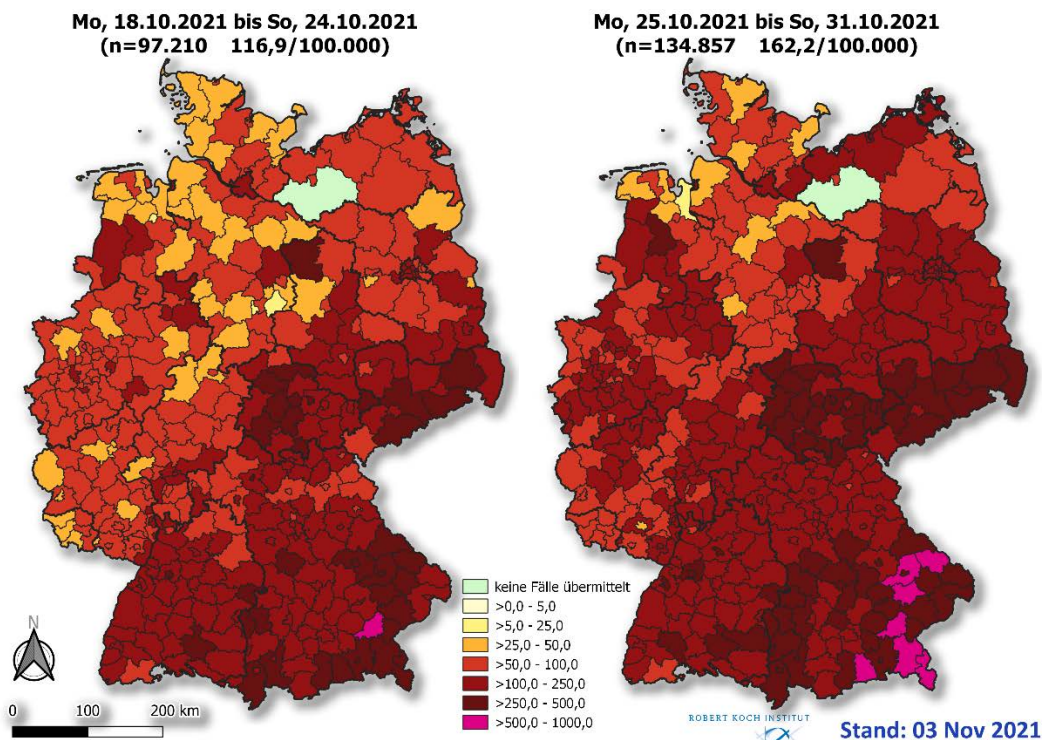 Mo, 18.10.2021 bis So, 24.10.2021
(n=97.210 116,9/100.000)
Mo, 25.10.2021 bis So, 31.10.2021
(n=134.857 162,2/100.000)
keine Fälle übermittelt
>0,0 - 5,0
>5,0 - 25,0
>25,0 - 50,0
>50,0 - 100,0
>100,0 - 250,0
>250,0 - 500,0
>500,0 - 1000,0
N
0 100 200 km
ROBERT KOCH INSTITUT
Stand: 03 Nov 2021